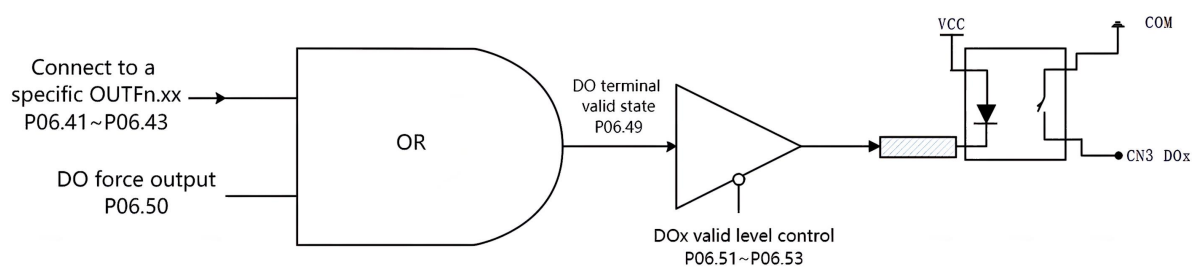 Connect to a
specific OUTFn.xx
P06.41~P06.43
DO force output
P06.50
OR
DO terminal
valid state
P06.49
DOx valid level control
P06.51~P06.53
VCC
COM
CN3 DOx